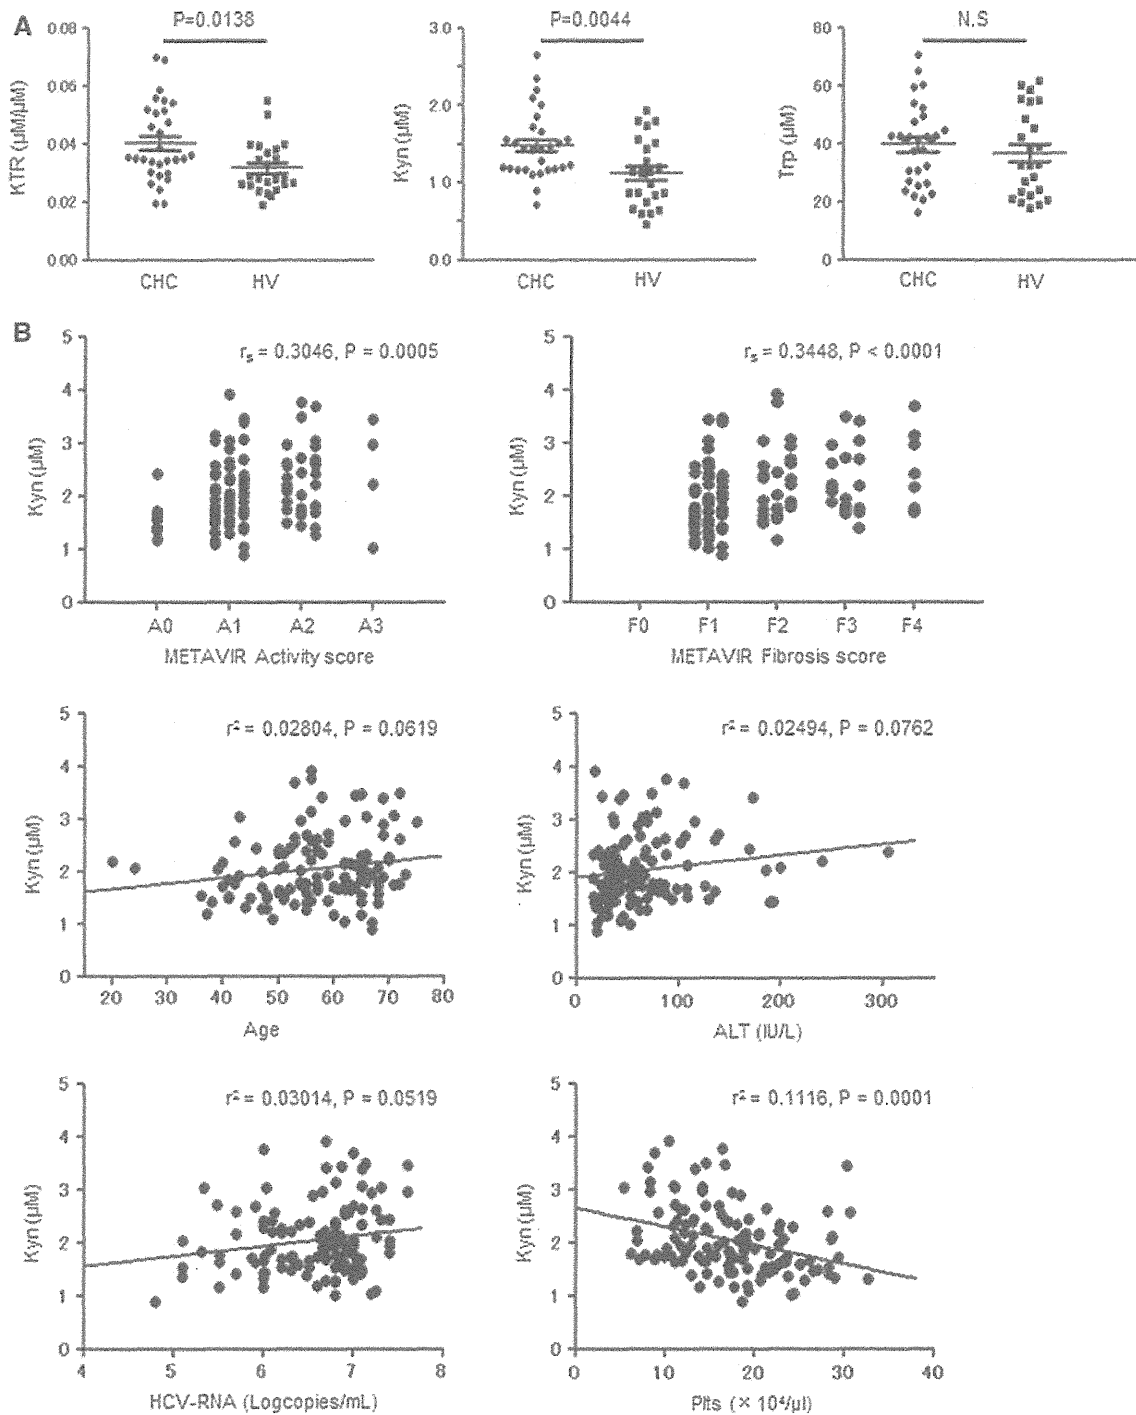 A
P=0.0138
P=0.0044
N.S
0.08
0.06
0.04
0.02
0.00
KTR (µM/µM)
CHC
HV
3.0
2.0
1.0
0.0
Kyn (µM)
CHC
HV
80
60
40
20
0
Trp (µM)
CHC
HV
B
rs = 0.3046, P = 0.0005
5
4
3
2
1
0
Kyn (µM)
A0
A1
A2
A3
METAVIR Activity score
rs = 0.3448, P < 0.0001
5
4
3
2
1
0
Kyn (µM)
F0
F1
F2
F3
F4
METAVIR Fibrosis score
r² = 0.02804, P = 0.0619
5
4
3
2
1
0
Kyn (µM)
20
30
40
50
60
70
80
Age
r² = 0.02494, P = 0.0762
5
4
3
2
1
0
Kyn (µM)
0
100
200
300
ALT (IU/L)
r² = 0.03014, P = 0.0519
5
4
3
2
1
0
Kyn (µM)
4
5
6
7
8
HCV-RNA (Logcopies/mL)
r² = 0.1116, P = 0.0001
5
4
3
2
1
0
Kyn (µM)
0
10
20
30
40
Plts (× 10⁴/µl)